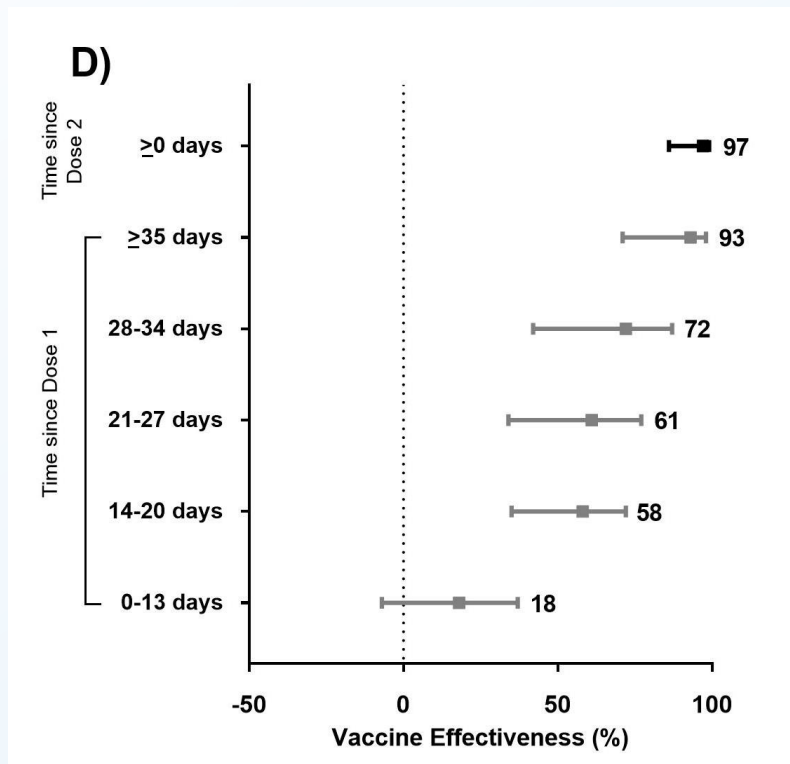 D)
Time since
Dose 2
≥0 days
97
Time since Dose 1
≥35 days
93
28-34 days
72
21-27 days
61
14-20 days
58
0-13 days
18
-50
0
50
100
Vaccine Effectiveness (%)